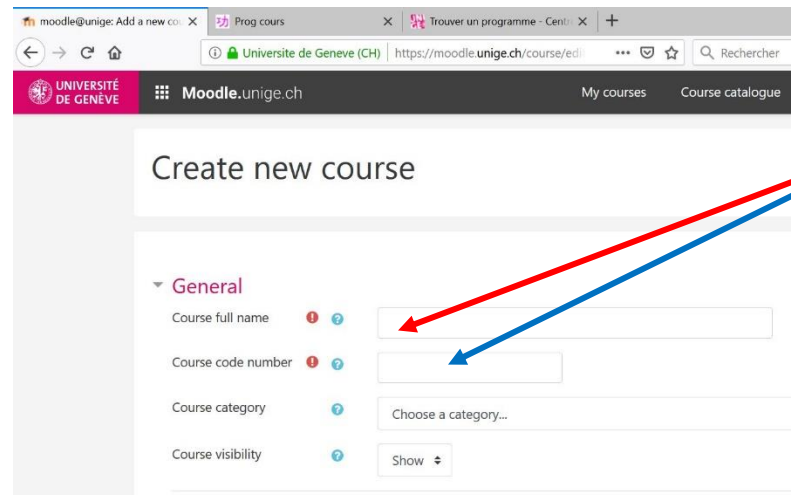 moodle@unige: Add a new cou
Prog cours
Trouver un programme - Centr
Universite de Geneve (CH)
https://moodle.unige.ch/course/edi
Rechercher
UNIVERSITÉ
DE GENÈVE
Moodle.unige.ch
My courses
Course catalogue
Create new course
General
Course full name
Course code number
Course category
Choose a category...
Course visibility
Show